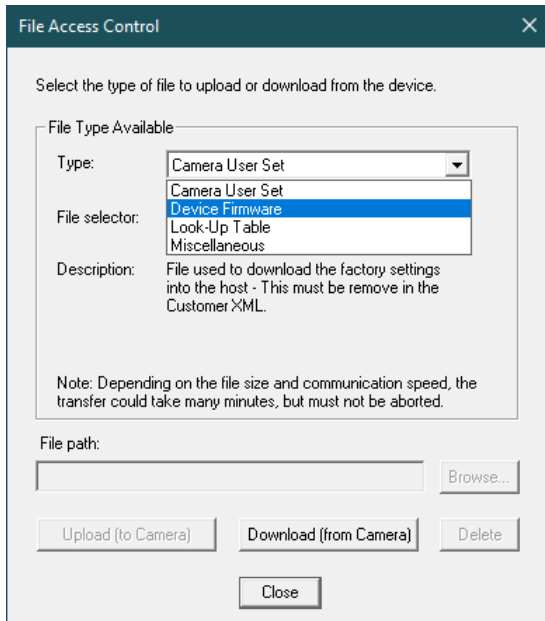 File Access Control
Select the type of file to upload or download from the device.
File Type Available
Type:
Camera User Set
Camera User Set
Device Firmware
Look-Up Table
Miscellaneous
File selector:
Description:
File used to download the factory settings
into the host - This must be remove in the
Customer XML.
Note: Depending on the file size and communication speed, the
transfer could take many minutes, but must not be aborted.
File path:
Browse...
Upload (to Camera)
Download (from Camera)
Delete
Close